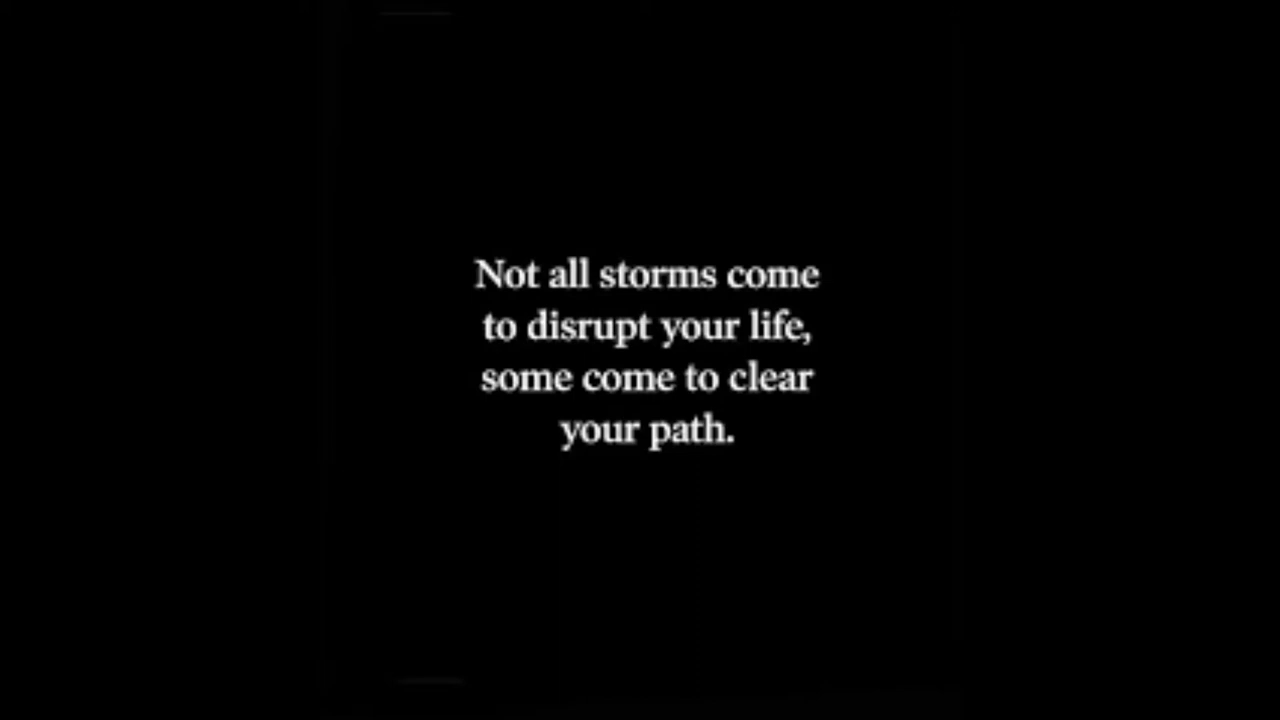 Not all storms come
to disrupt your life,
some come to clear
your path.